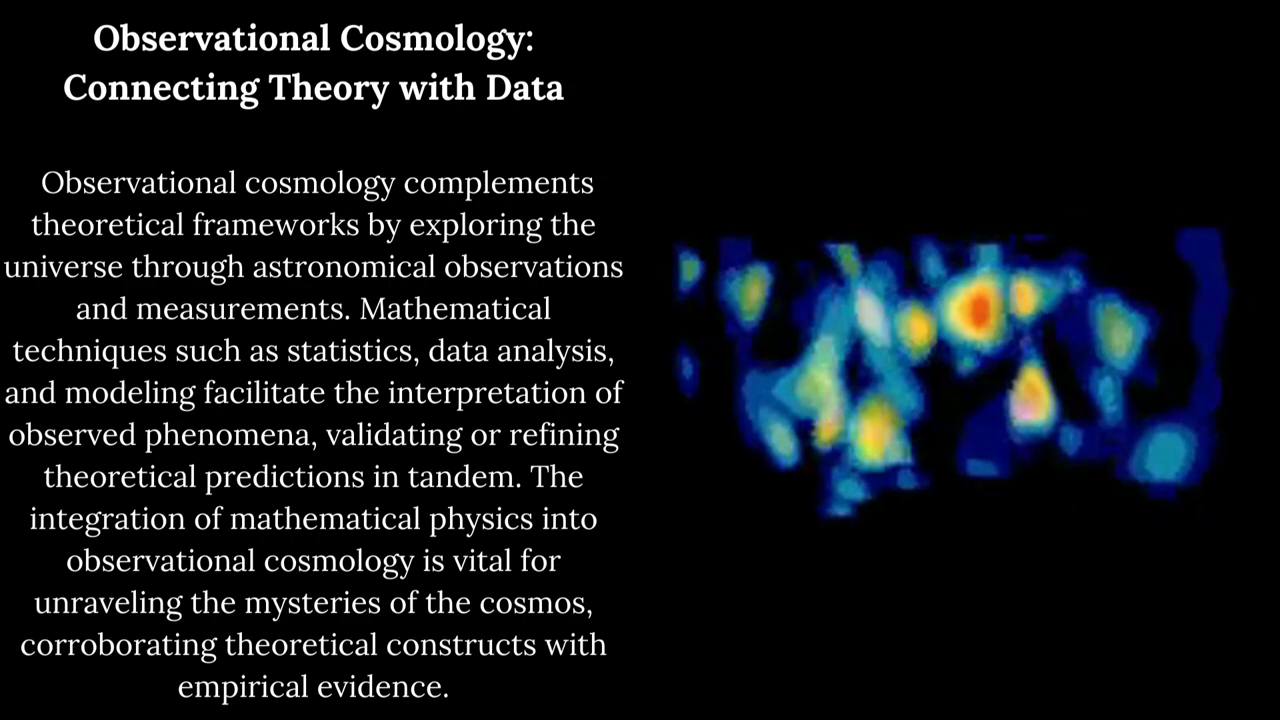 Observational Cosmology:
Connecting Theory with Data
Observational cosmology complements
theoretical frameworks by exploring the
universe through astronomical observations
and measurements. Mathematical
techniques such as statistics, data analysis,
and modeling facilitate the interpretation of
observed phenomena, validating or refining
theoretical predictions in tandem. The
integration of mathematical physics into
observational cosmology is vital for
unraveling the mysteries of the cosmos,
corroborating theoretical constructs with
empirical evidence.